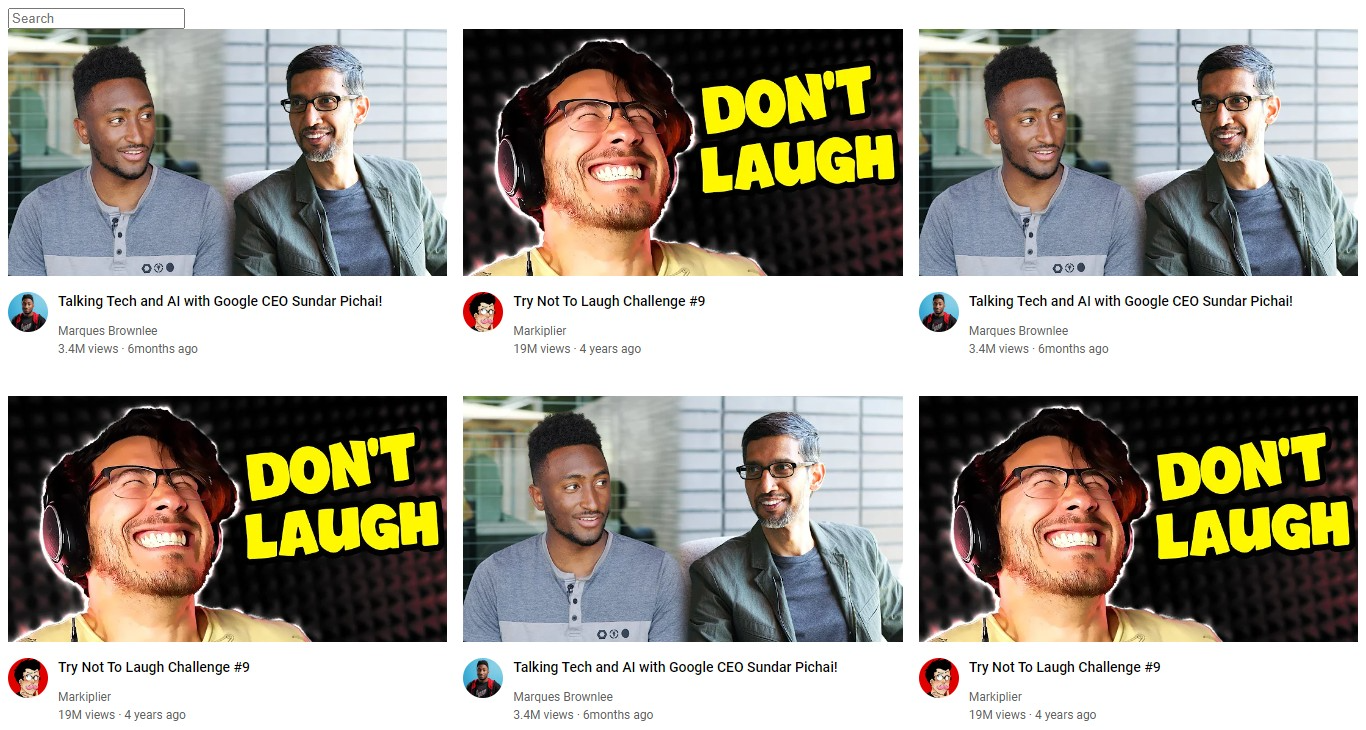 Search
DON'T
LAUGH
Talking Tech and AI with Google CEO Sundar Pichai!
Marques Brownlee
3.4M views · 6months ago
Try Not To Laugh Challenge #9
Markiplier
19M views · 4 years ago
Talking Tech and AI with Google CEO Sundar Pichai!
Marques Brownlee
3.4M views · 6months ago
DON'T
LAUGH
DON'T
LAUGH
Try Not To Laugh Challenge #9
Markiplier
19M views · 4 years ago
Talking Tech and AI with Google CEO Sundar Pichai!
Marques Brownlee
3.4M views · 6months ago
Try Not To Laugh Challenge #9
Markiplier
19M views · 4 years ago